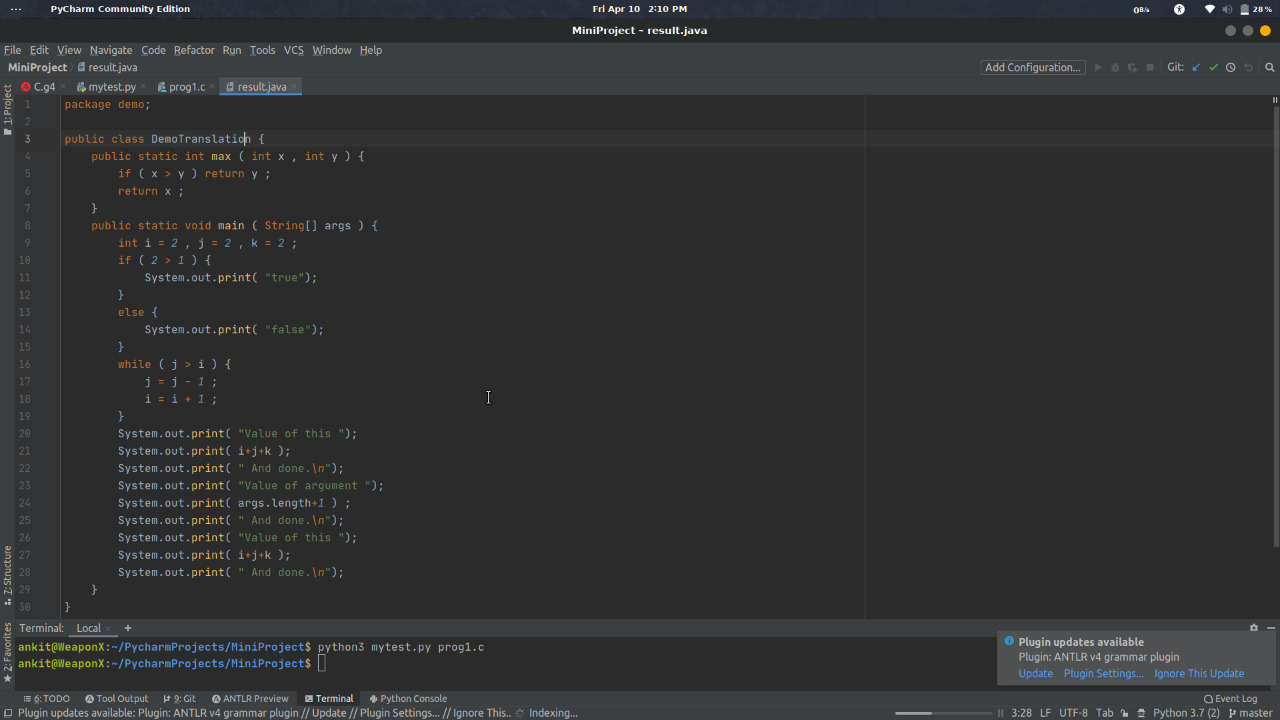 PyCharm Community Edition
Fri Apr 10 2:10 PM
0B/s
28 %
MiniProject – result.java
File Edit View Navigate Code Refactor Run Tools VCS Window Help
MiniProject result.java
Add Configuration...
Git:
C.g4 mytest.py prog1.c result.java
1: Project
1 package demo;
2
3 public class DemoTranslation {
4 public static int max ( int x , int y ) {
5 if ( x > y ) return y ;
6 return x ;
7 }
8 public static void main ( String[] args ) {
9 int i = 2 , j = 2 , k = 2 ;
10 if ( 2 > 1 ) {
11 System.out.print( "true");
12 }
13 else {
14 System.out.print( "false");
15 }
16 while ( j > i ) {
17 j = j - 1 ;
18 i = i + 1 ;
19 }
20 System.out.print( "Value of this ");
21 System.out.print( i+j+k );
22 System.out.print( " And done.\n");
23 System.out.print( "Value of argument ");
24 System.out.print( args.length+1 ) ;
25 System.out.print( " And done.\n");
26 System.out.print( "Value of this ");
27 System.out.print( i+j+k );
28 System.out.print( " And done.\n");
29 }
30 }
7: Structure
2: Favorites
Terminal: Local +
ankit@WeaponX:~/PycharmProjects/MiniProject$ python3 mytest.py prog1.c
ankit@WeaponX:~/PycharmProjects/MiniProject$
Plugin updates available
Plugin: ANTLR v4 grammar plugin
Update Plugin Settings... Ignore This Update
6: TODO Tool Output 9: Git ANTLR Preview Terminal Python Console Event Log
Plugin updates available: Plugin: ANTLR v4 grammar plugin // Update // Plugin Settings... // Ignore This.. Indexing... 3:28 LF UTF-8 Tab Python 3.7 (2) master